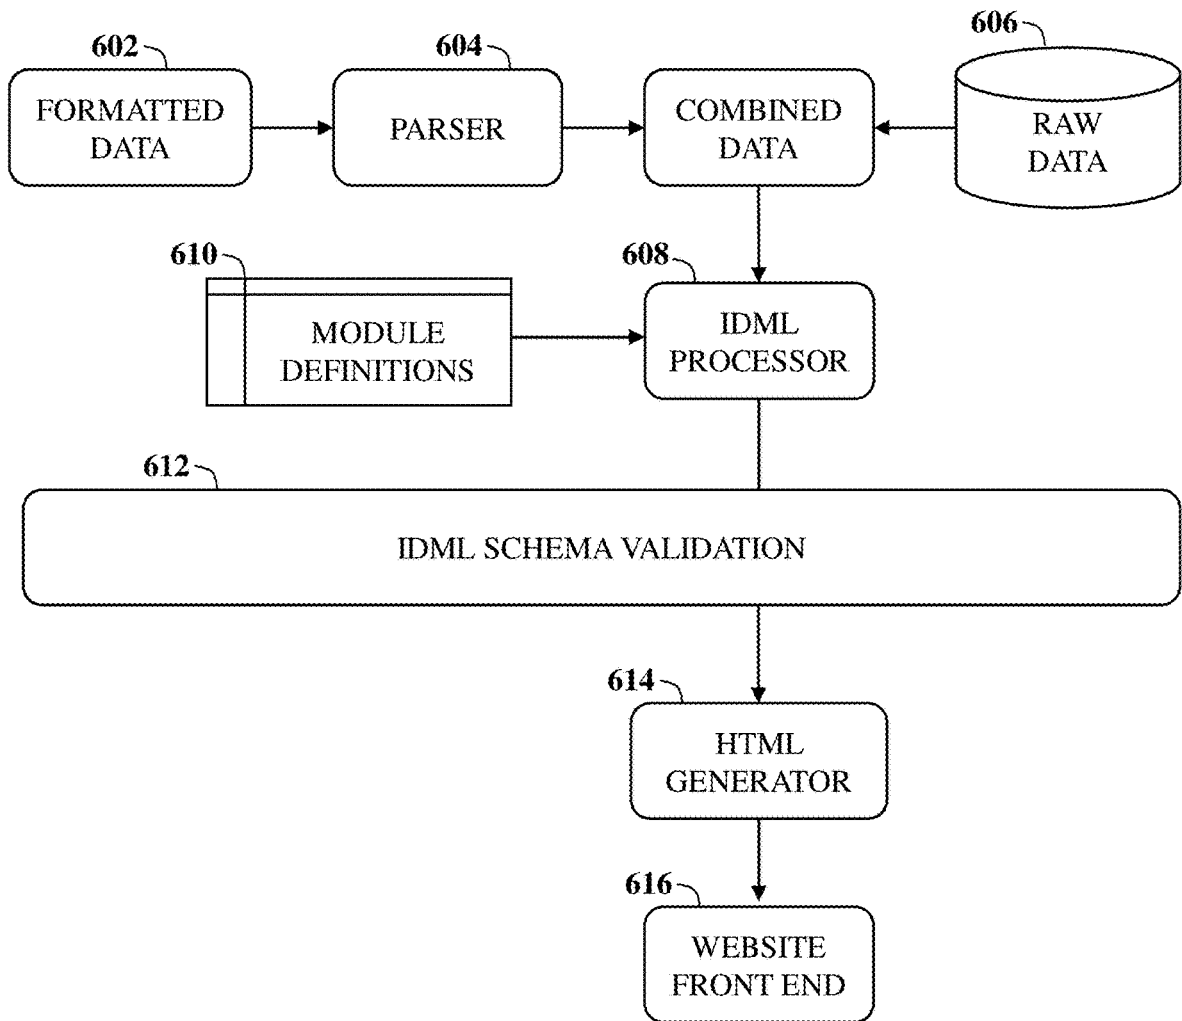 602
604
606
FORMATTED
DATA
PARSER
COMBINED
DATA
RAW
DATA
610
608
MODULE
DEFINITIONS
IDML
PROCESSOR
612
IDML SCHEMA VALIDATION
614
HTML
GENERATOR
616
WEBSITE
FRONT END